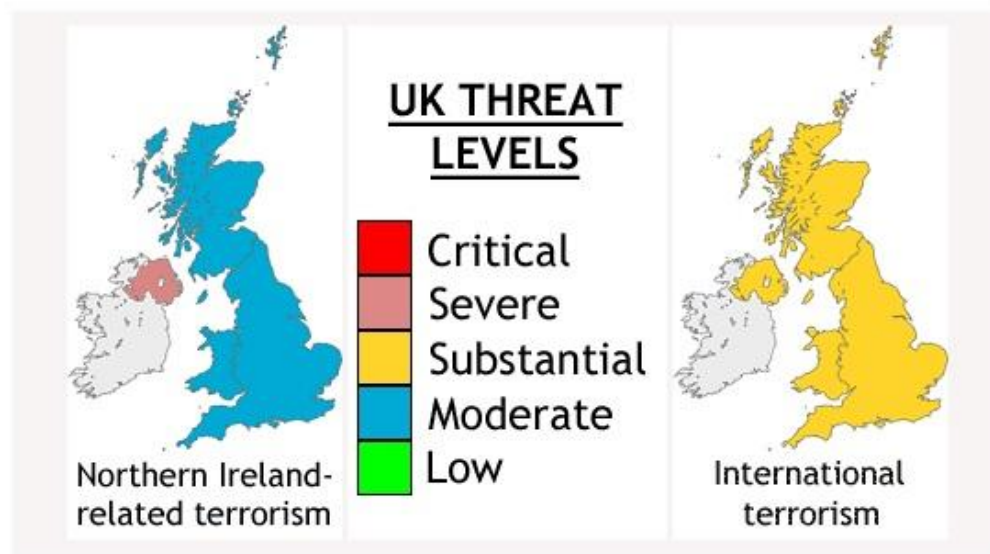 UK THREAT
LEVELS
Critical
Severe
Substantial
Moderate
Low
Northern Ireland-
related terrorism
International
terrorism